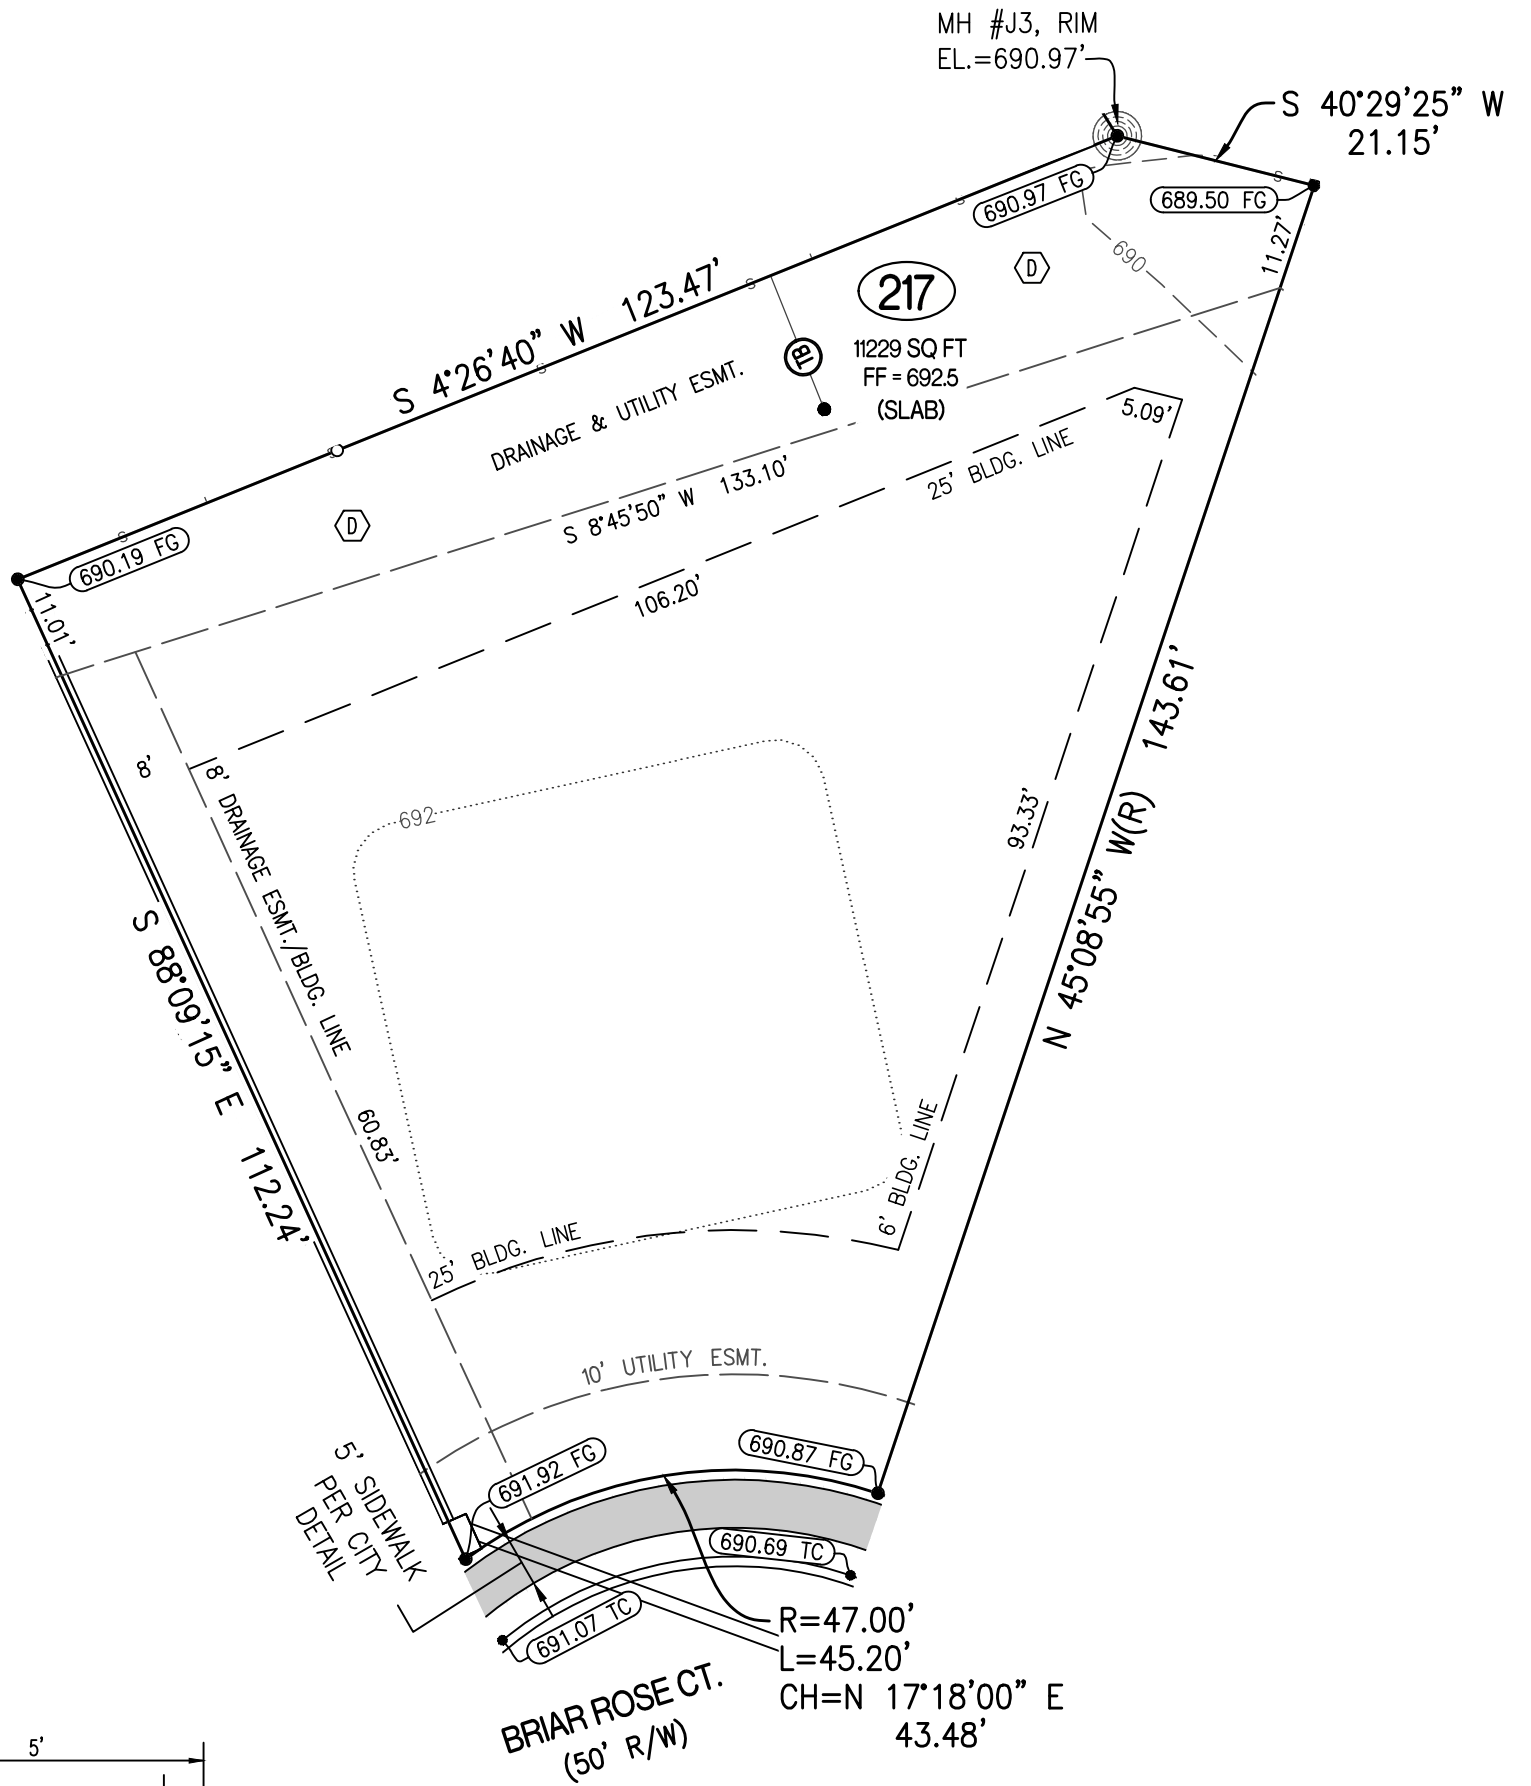 MH #J3, RIM
EL.=690.97'
S 40°29'25" W
21.15'
690.97 FG
689.50 FG
11.27'
690
D
217
11229 SQ FT
FF = 692.5
(SLAB)
TB
S 4°26'40" W 123.47'
DRAINAGE & UTILITY ESMT.
5.09'
25' BLDG. LINE
S 8°45'50" W 133.10'
D
690.19 FG
11.01'
106.20'
8'
8' DRAINAGE ESMT./BLDG. LINE
692
93.33'
N 45°08'55" W(R) 143.61'
S 88°09'15" E 112.24'
60.83'
6' BLDG. LINE
25' BLDG. LINE
10' UTILITY ESMT.
691.92 FG
690.87 FG
5' SIDEWALK
PER CITY
DETAIL
690.69 TC
691.07 TC
R=47.00'
L=45.20'
CH=N 17°18'00" E
43.48'
BRIAR ROSE CT.
(50' R/W)
5'
S
S
S
S
S
S